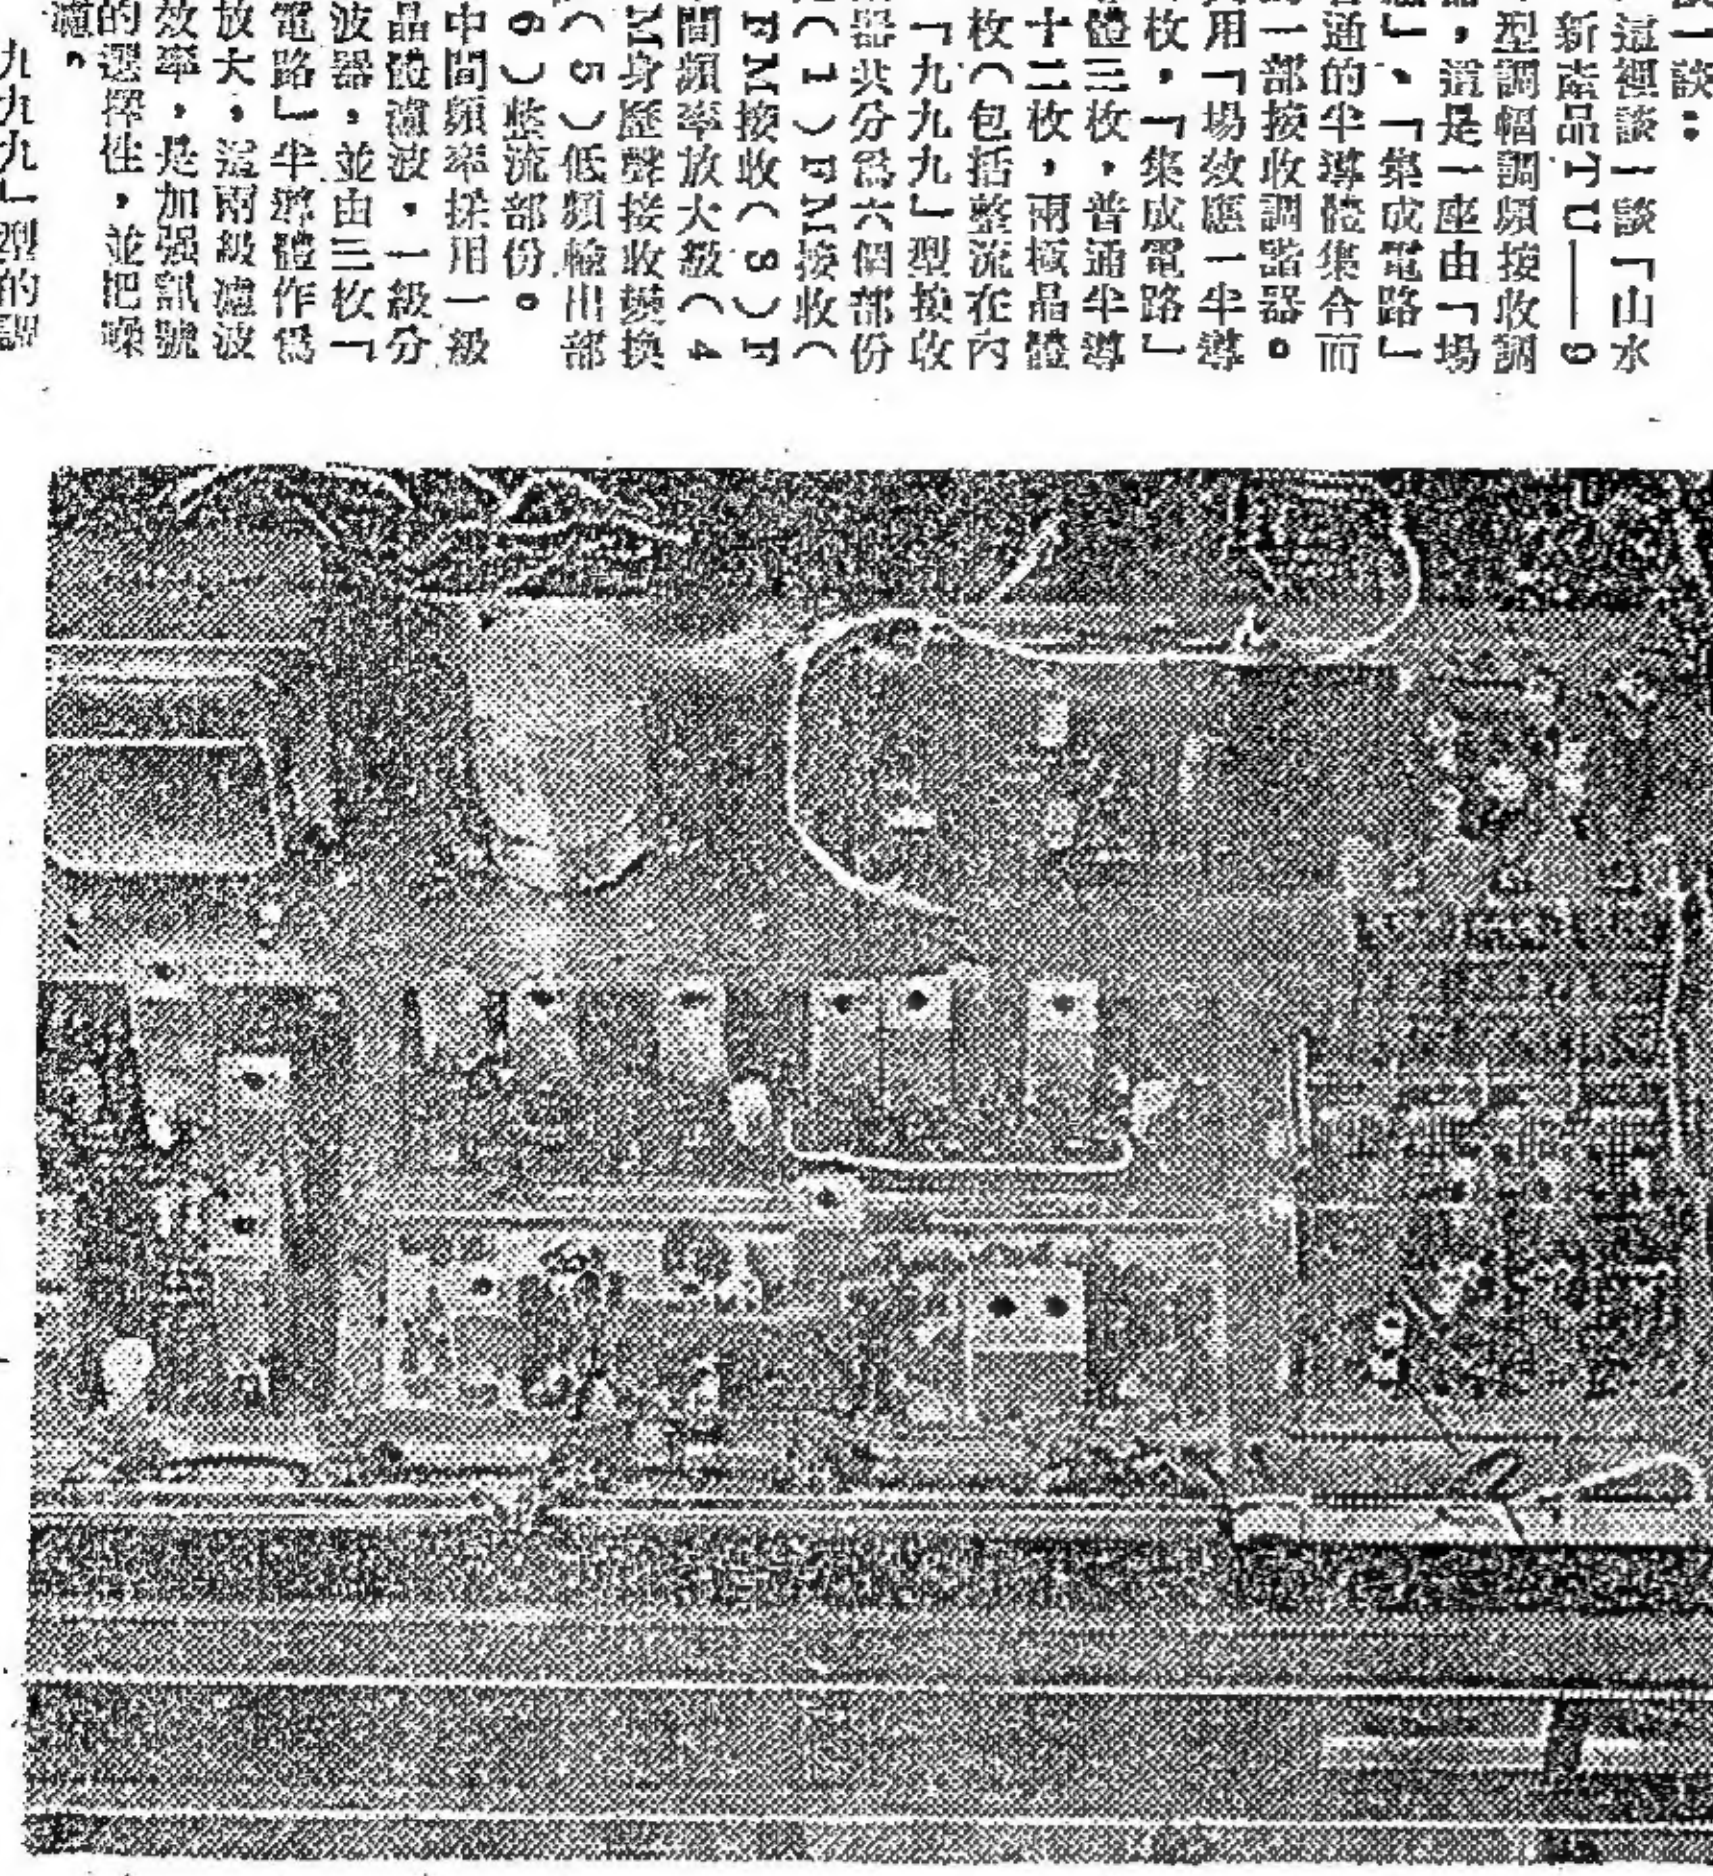 談一談：
這裡談一談「山水
新產品TU——9
型調幅調頻接收調
器，這是一座由「場
」，「集成電路」
普通的半導體集合而
一部接收調諧器。
用「場效應」半導
枚，「集成電路」
體三枚，普通半導
十二枚，兩極晶體
枚（包括整流在內
「九九九」型接收
器共分為六個部份
（1）FM接收（
FM接收（3）F
間頻率放大級（4
M身歷聲接收變換
（5）低頻輸出部
6）整流部份。
中間頻率採用一級
晶體濾波，一級分
波器，並由三枚「
電路」半導體作為
放大，這兩級濾波
效率，是加强訊號
的選擇性，並把噪
濾。
九九九」型的調